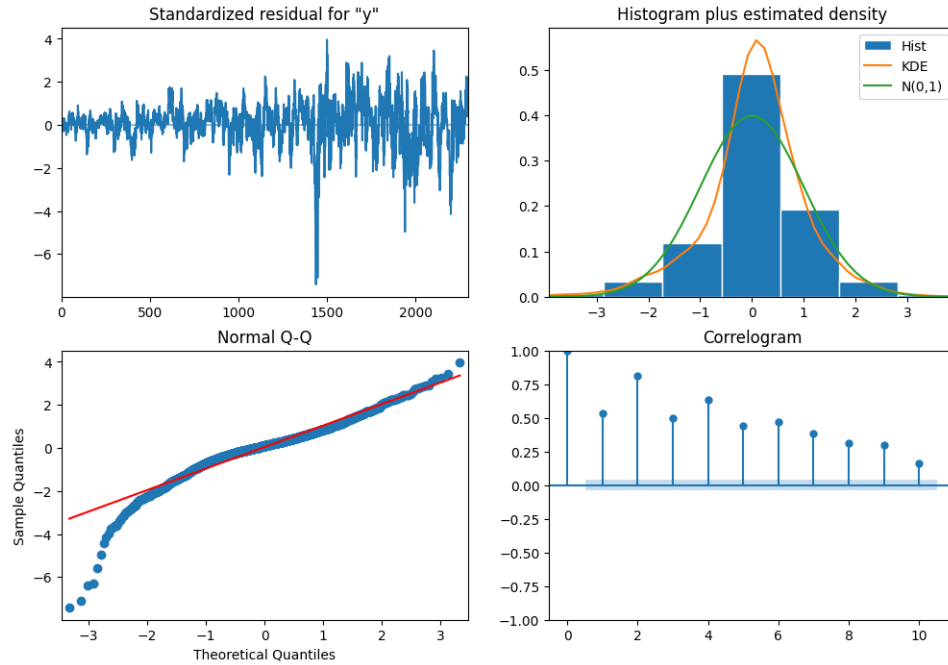 Standardized residual for "y"
4
2
0
−2
−4
−6
0 500 1000 1500 2000
Histogram plus estimated density
Hist
KDE
N(0,1)
0.5
0.4
0.3
0.2
0.1
0.0
−3 −2 −1 0 1 2 3
Normal Q-Q
Sample Quantiles
4
2
0
−2
−4
−6
−3 −2 −1 0 1 2 3
Theoretical Quantiles
Correlogram
1.00
0.75
0.50
0.25
0.00
−0.25
−0.50
−0.75
−1.00
0 2 4 6 8 10